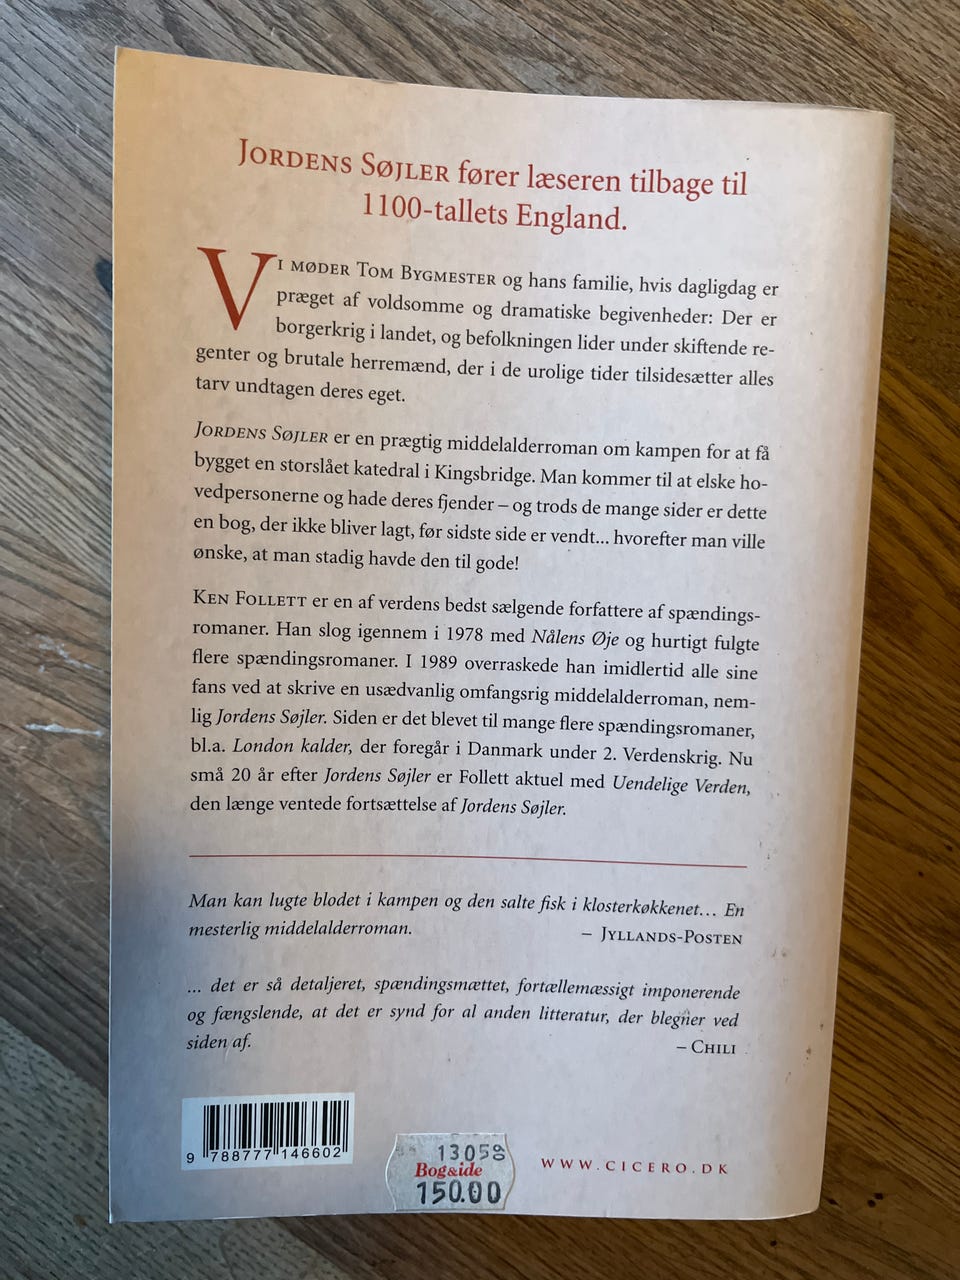 Jordens Søjler fører læseren tilbage til
1100-tallets England.
Vi møder Tom Bygmester og hans familie, hvis dagligdag er
præget af voldsomme og dramatiske begivenheder: Der er
borgerkrig i landet, og befolkningen lider under skiftende re-
genter og brutale herremænd, der i de urolige tider tilsidesætter alles
tarv undtagen deres eget.
Jordens Søjler er en prægtig middelalderroman om kampen for at få
bygget en storslået katedral i Kingsbridge. Man kommer til at elske ho-
vedpersonerne og hade deres fjender – og trods de mange sider er dette
en bog, der ikke bliver lagt, før sidste side er vendt... hvorefter man ville
ønske, at man stadig havde den til gode!
Ken Follett er en af verdens bedst sælgende forfattere af spændings-
romaner. Han slog igennem i 1978 med Nålens Øje og hurtigt fulgte
flere spændingsromaner. I 1989 overraskede han imidlertid alle sine
fans ved at skrive en usædvanlig omfangsrig middelalderroman, nem-
lig Jordens Søjler. Siden er det blevet til mange flere spændingsromaner,
bl.a. London kalder, der foregår i Danmark under 2. Verdenskrig. Nu
små 20 år efter Jordens Søjler er Follett aktuel med Uendelige Verden,
den længe ventede fortsættelse af Jordens Søjler.
Man kan lugte blodet i kampen og den salte fisk i klosterkøkkenet... En
mesterlig middelalderroman. – Jyllands-Posten
... det er så detaljeret, spændingsmættet, fortællemæssigt imponerende
og fængslende, at det er synd for al anden litteratur, der blegner ved
siden af. – Chili
9 788777 146602
Bog&ide
150.00
WWW.CICERO.DK